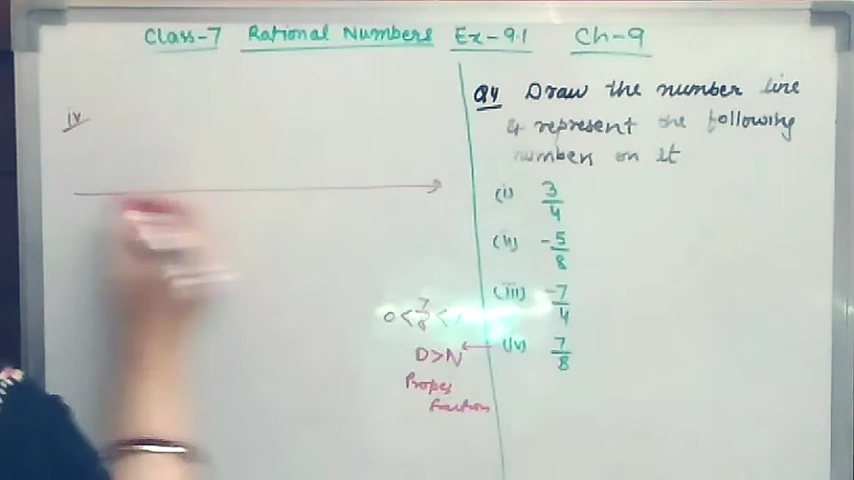 Class-7 Rational Numbers Ex-9.1 Ch-9
iv
Q4 Draw the number line
& represent the following
numbers on it
(i) 3/4
(ii) -5/8
(iii) -7/4
(iv) 7/8
0 < 7/8 <
D>N
Proper
fraction